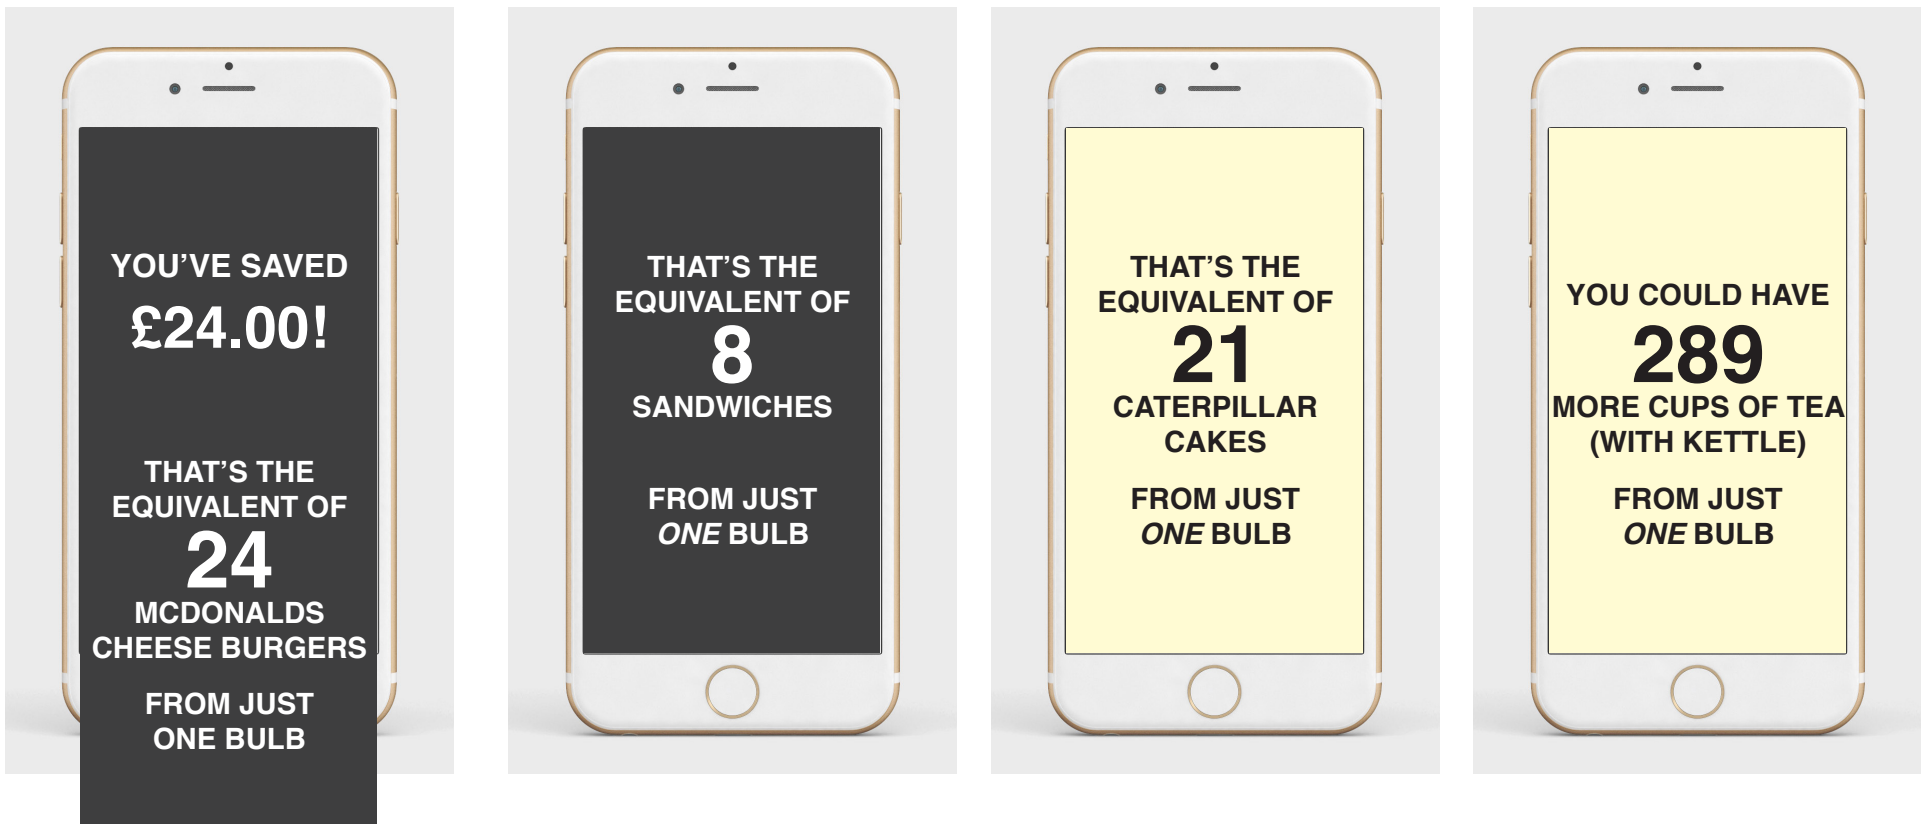 YOU’VE SAVED
£24.00!
THAT’S THE
EQUIVALENT OF
24
MCDONALDS
CHEESE BURGERS
FROM JUST
ONE BULB
THAT’S THE
EQUIVALENT OF
8
SANDWICHES
FROM JUST
ONE BULB
THAT’S THE
EQUIVALENT OF
21
CATERPILLAR
CAKES
FROM JUST
ONE BULB
YOU COULD HAVE
289
MORE CUPS OF TEA
(WITH KETTLE)
FROM JUST
ONE BULB